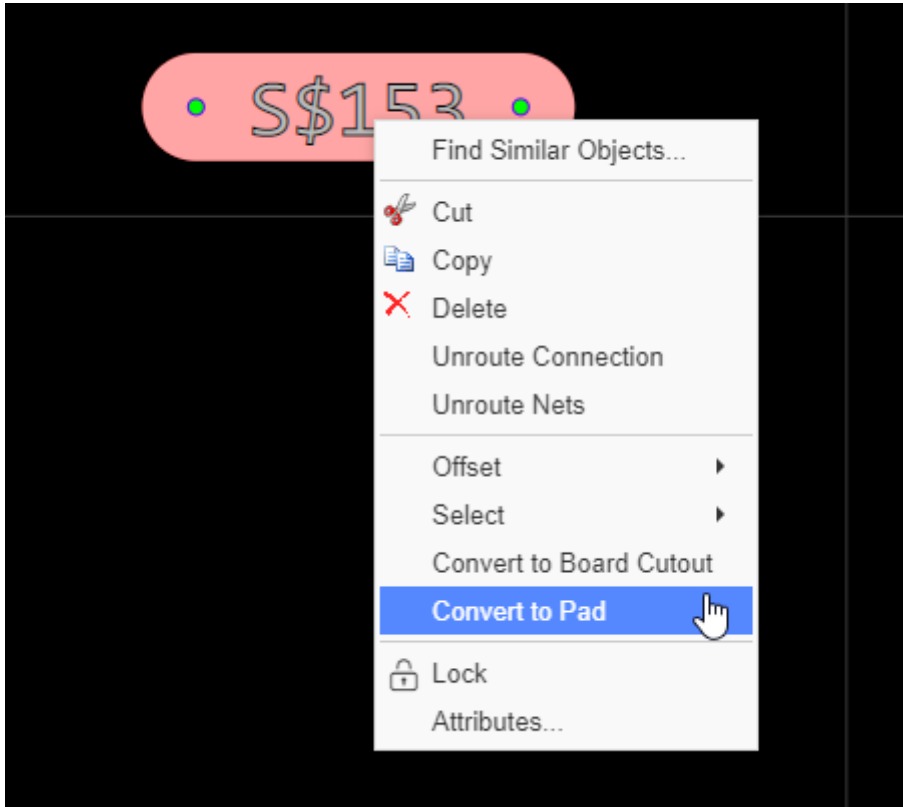 S$153
Find Similar Objects...
Cut
Copy
Delete
Unroute Connection
Unroute Nets
Offset
Select
Convert to Board Cutout
Convert to Pad
Lock
Attributes...